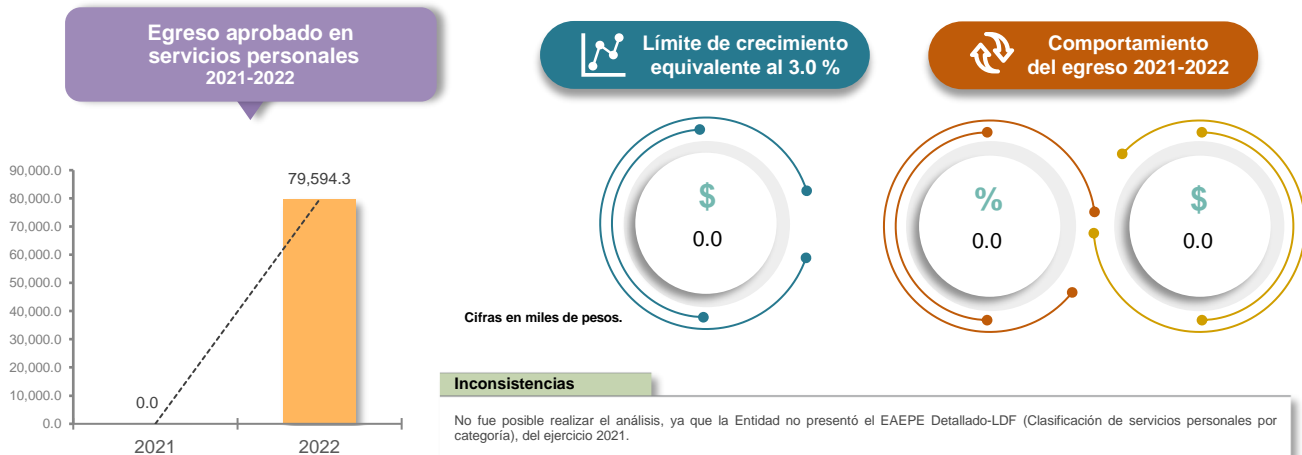 Egreso aprobado en
servicios personales
2021-2022
Límite de crecimiento
equivalente al 3.0 %
Comportamiento
del egreso 2021-2022
90,000.0
80,000.0
70,000.0
60,000.0
50,000.0
40,000.0
30,000.0
20,000.0
10,000.0
0.0
0.0
79,594.3
2021
2022
$
0.0
%
0.0
$
0.0
Cifras en miles de pesos.
Inconsistencias
No fue posible realizar el análisis, ya que la Entidad no presentó el EAEPE Detallado-LDF (Clasificación de servicios personales por
categoría), del ejercicio 2021.